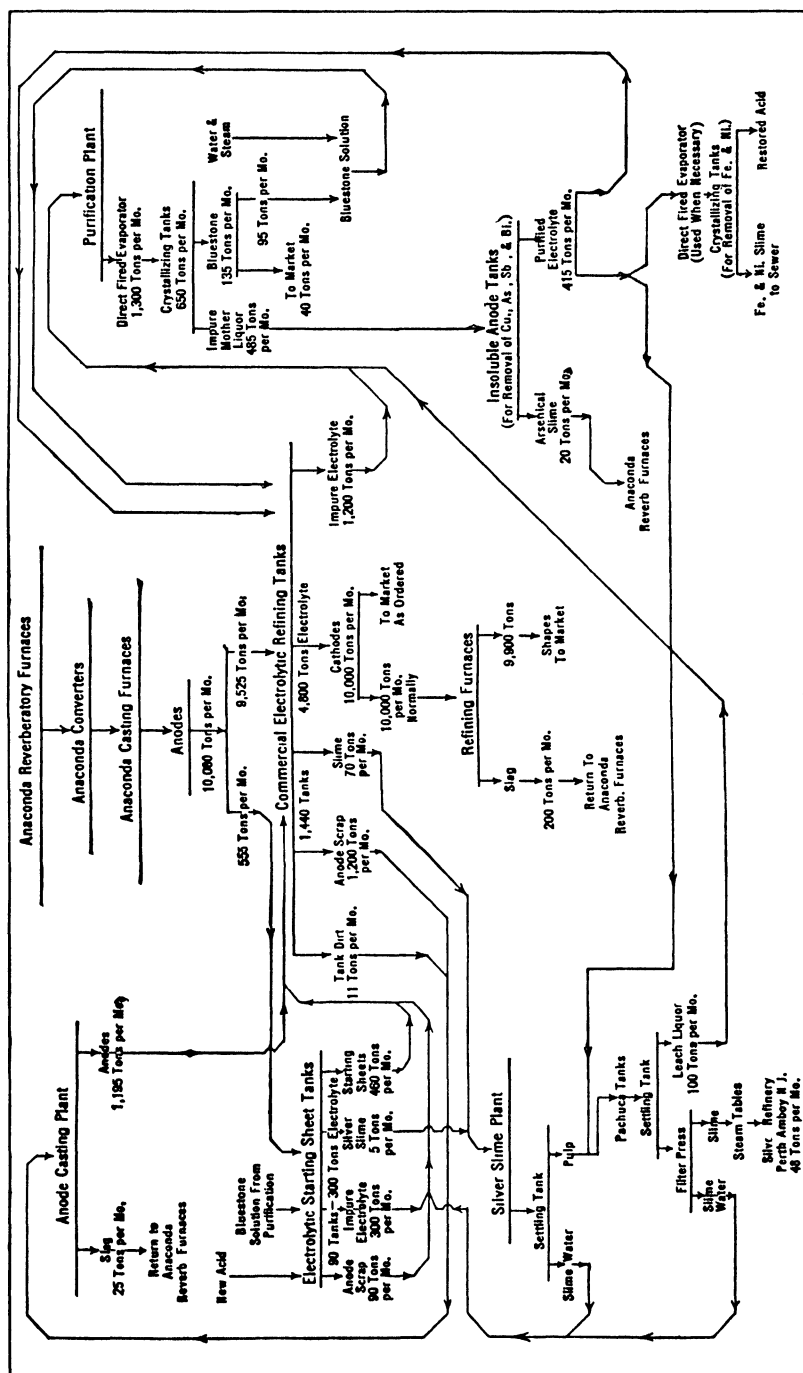 Anaconda Reverberatory Furnaces
Anaconda Converters
Anaconda Casting Furnaces
Anodes
10,080 Tons per Mo.
555 Tons per Mo.
9,525 Tons per Mo.
Anode Casting Plant
Slag
25 Tons per Mo.
Return to
Anaconda
Reverb Furnaces
Anodes
1,195 Tons per Mo.
New Acid
Bluestone
Solution From
Purification
Electrolytic Starting Sheet Tanks
90 Tanks-300 Tons Electrolyte
Anode
Scrap
90 Tons
per Mo.
Impure
Electrolyte
300 Tons
per Mo.
Silver
Slime
5 Tons
per Mo.
Starting
Sheets
460 Tons
per Mo.
Commercial Electrolytic Refining Tanks
1,440 Tanks
4,800 Tons Electrolyte
Tank Dirt
11 Tons per Mo.
Anode Scrap
1,200 Tons
per Mo.
Slime
70 Tons
per Mo.
Cathodes
10,000 Tons per Mo.
10,000 Tons
per Mo.
Normally
To Market
As Ordered
Impure Electrolyte
1,200 Tons per Mo.
Refining Furnaces
Slag
200 Tons per Mo.
Return To
Anaconda
Reverb. Furnaces
9,900 Tons
Shapes
To Market
Purification Plant
Direct Fired Evaporator
1,300 Tons per Mo.
Crystallizing Tanks
650 Tons per Mo.
Impure
Mother
Liquor
485 Tons
per Mo.
Bluestone
135 Tons per Mo.
To Market
40 Tons per Mo.
95 Tons per Mo.
Water &
Steam
Bluestone Solution
Insoluble Anode Tanks
(For Removal of Cu., As, Sb, & Bi.)
Arsenical
Slime
20 Tons per Mo.
Anaconda
Reverb Furnaces
Purified
Electrolyte
415 Tons per Mo.
Direct Fired Evaporator
(Used When Necessary)
Crystallizing Tanks
(For Removal of Fe. & Ni.)
Fe. & Ni. Slime
to Sewer
Restored Acid
Silver Slime Plant
Settling Tank
Slime Water
Pulp
Pachuca Tanks
Settling Tank
Filter Press
Leach Liquor
100 Tons per Mo.
Slime
Water
Slime
Steam Tables
Refinery
Perth Amboy N J.
48 Tons per Mo.